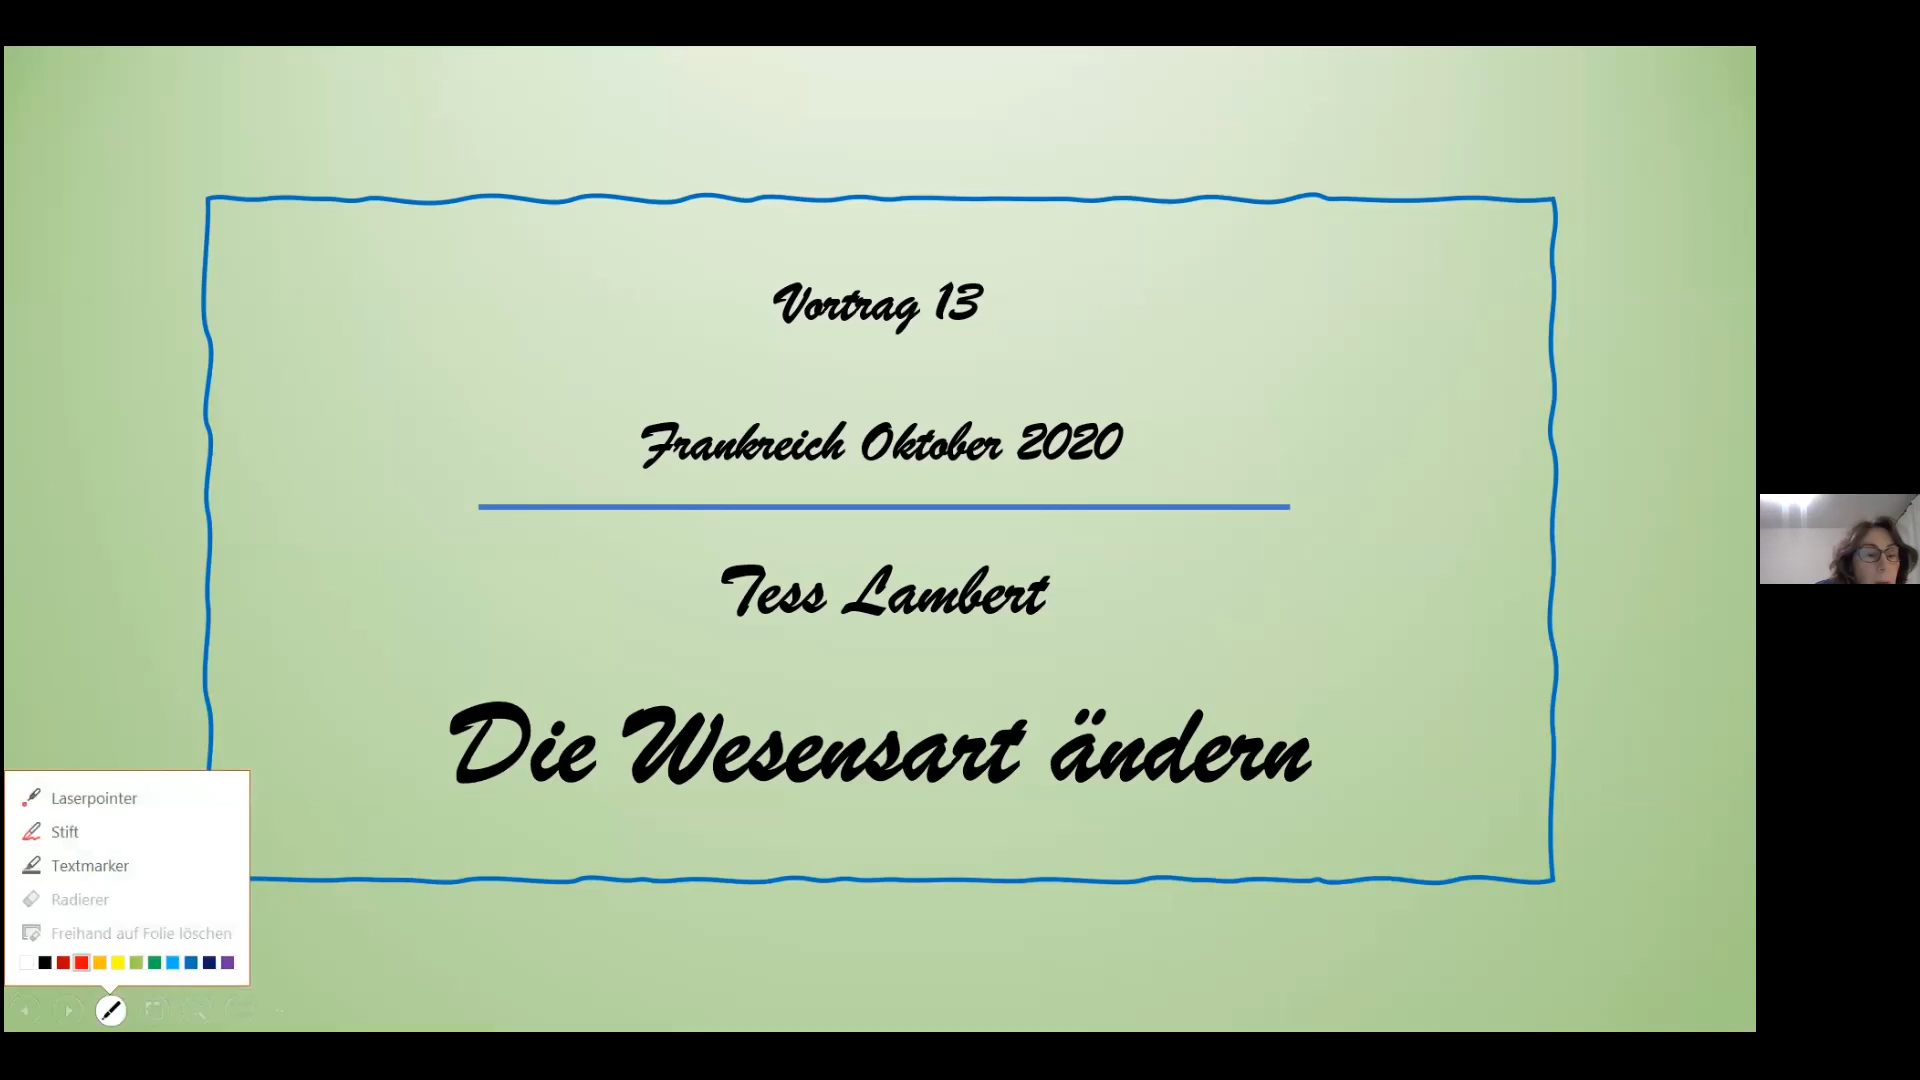 Vortrag 13
Frankreich Oktober 2020
Tess Lambert
Die Wesensart ändern
Laserpointer
Stift
Textmarker
Radierer
Freihand auf Folie löschen